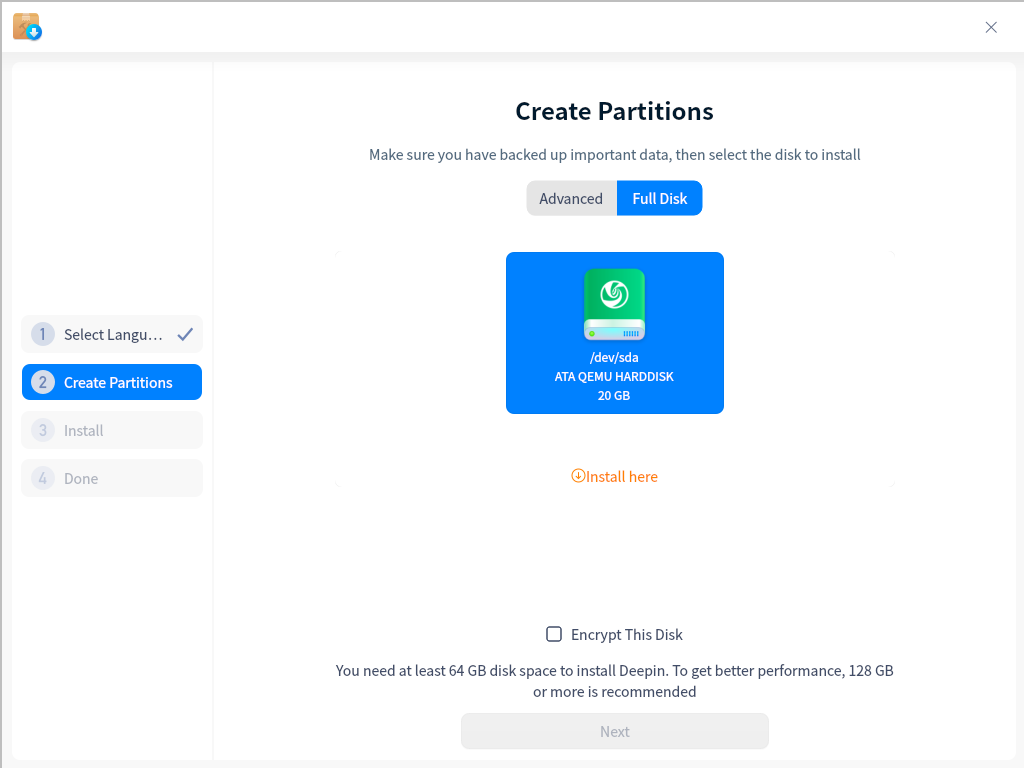 Create Partitions
Make sure you have backed up important data, then select the disk to install
Advanced
Full Disk
/dev/sda
ATA QEMU HARDDISK
20 GB
Install here
1 Select Langu...
2 Create Partitions
3 Install
4 Done
Encrypt This Disk
You need at least 64 GB disk space to install Deepin. To get better performance, 128 GB
or more is recommended
Next